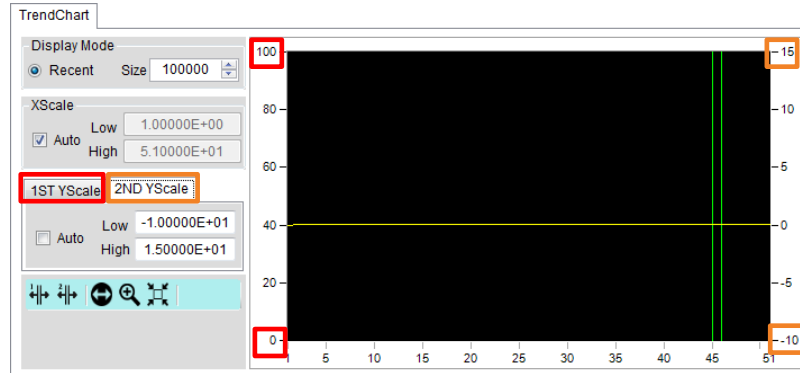 TrendChart
Display Mode
Recent Size 100000
XScale
Auto
Low 1.00000E+00
High 5.10000E+01
1ST YScale 2ND YScale
Auto
Low -1.00000E+01
High 1.50000E+01
1 2
100
80
60
40
20
0
15
10
5
0
-5
-10
1 5 10 15 20 25 30 35 40 45 51